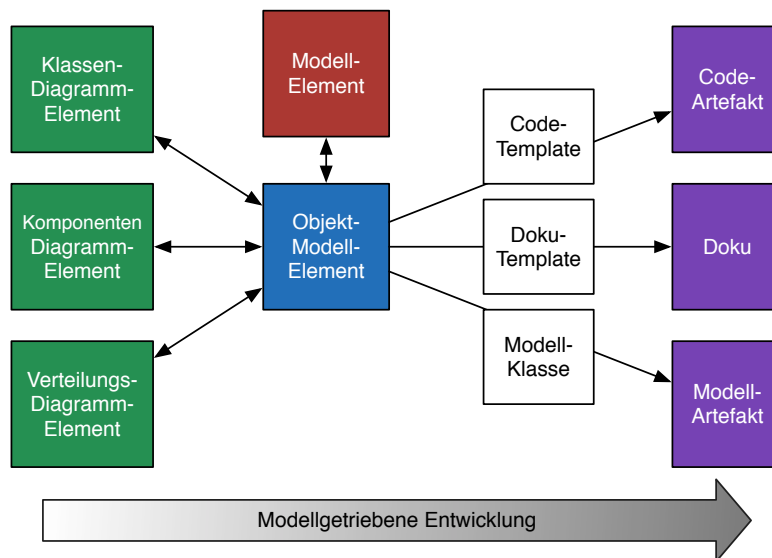 Klassen-
Diagramm-
Element
Modell-
Element
Code-
Artefakt
Code-
Template
Komponenten
Diagramm-
Element
Objekt-
Modell-
Element
Doku-
Template
Doku
Verteilungs-
Diagramm-
Element
Modell-
Klasse
Modell-
Artefakt
Modellgetriebene Entwicklung